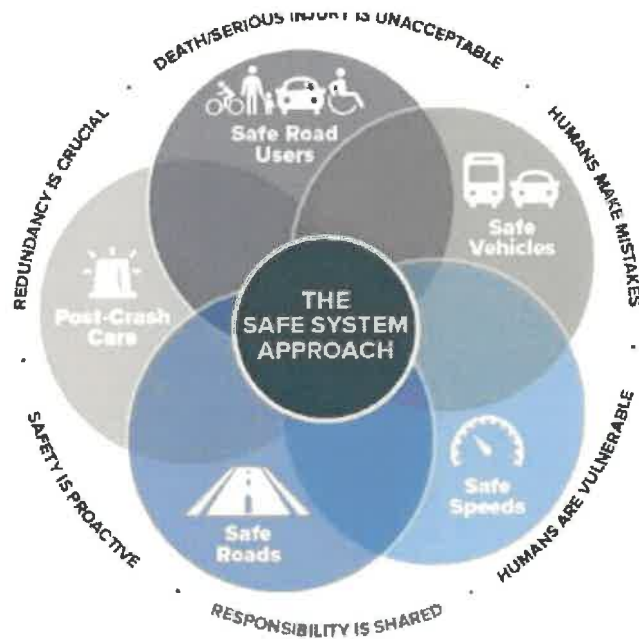 DEATH/SERIOUS INJURY IS UNACCEPTABLE
HUMANS MAKE MISTAKES
HUMANS ARE VULNERABLE
RESPONSIBILITY IS SHARED
SAFETY IS PROACTIVE
REDUNDANCY IS CRUCIAL
Safe Road
Users
Safe
Vehicles
Safe
Speeds
Safe
Roads
Post-Crash
Care
THE
SAFE SYSTEM
APPROACH